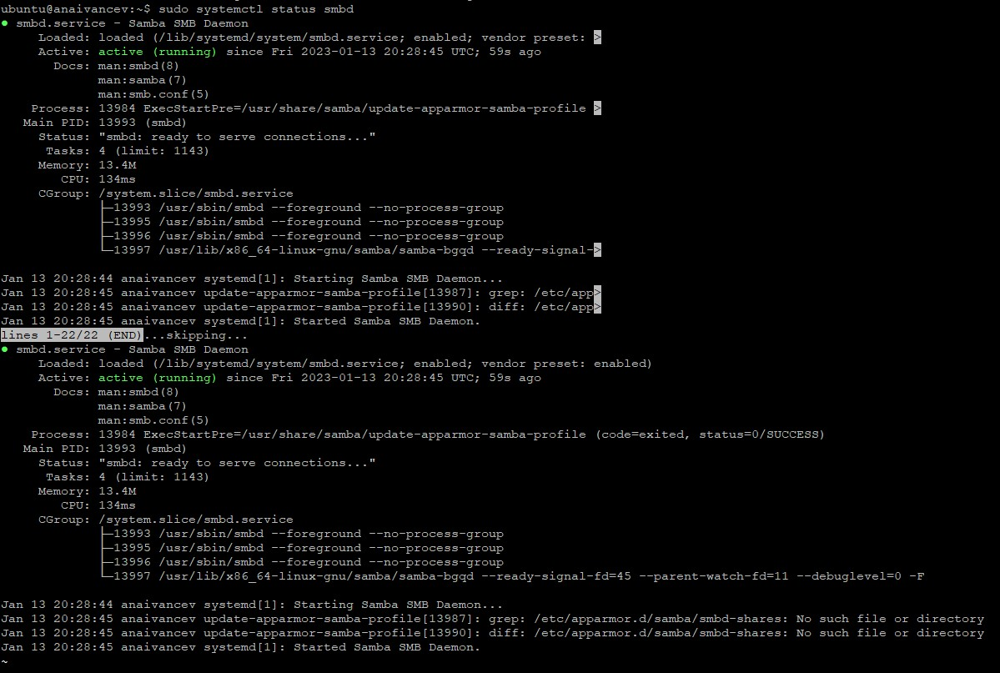 ubuntu@anaivancev:~$ sudo systemctl status smbd
● smbd.service - Samba SMB Daemon
     Loaded: loaded (/lib/systemd/system/smbd.service; enabled; vendor preset: >
     Active: active (running) since Fri 2023-01-13 20:28:45 UTC; 59s ago
       Docs: man:smbd(8)
             man:samba(7)
             man:smb.conf(5)
    Process: 13984 ExecStartPre=/usr/share/samba/update-apparmor-samba-profile >
   Main PID: 13993 (smbd)
     Status: "smbd: ready to serve connections..."
      Tasks: 4 (limit: 1143)
     Memory: 13.4M
        CPU: 134ms
     CGroup: /system.slice/smbd.service
             ├─13993 /usr/sbin/smbd --foreground --no-process-group
             ├─13995 /usr/sbin/smbd --foreground --no-process-group
             ├─13996 /usr/sbin/smbd --foreground --no-process-group
             └─13997 /usr/lib/x86_64-linux-gnu/samba/samba-bgqd --ready-signal->

Jan 13 20:28:44 anaivancev systemd[1]: Starting Samba SMB Daemon...
Jan 13 20:28:45 anaivancev update-apparmor-samba-profile[13987]: grep: /etc/app>
Jan 13 20:28:45 anaivancev update-apparmor-samba-profile[13990]: diff: /etc/app>
Jan 13 20:28:45 anaivancev systemd[1]: Started Samba SMB Daemon.
lines 1-22/22 (END)...skipping...
● smbd.service - Samba SMB Daemon
     Loaded: loaded (/lib/systemd/system/smbd.service; enabled; vendor preset: enabled)
     Active: active (running) since Fri 2023-01-13 20:28:45 UTC; 59s ago
       Docs: man:smbd(8)
             man:samba(7)
             man:smb.conf(5)
    Process: 13984 ExecStartPre=/usr/share/samba/update-apparmor-samba-profile (code=exited, status=0/SUCCESS)
   Main PID: 13993 (smbd)
     Status: "smbd: ready to serve connections..."
      Tasks: 4 (limit: 1143)
     Memory: 13.4M
        CPU: 134ms
     CGroup: /system.slice/smbd.service
             ├─13993 /usr/sbin/smbd --foreground --no-process-group
             ├─13995 /usr/sbin/smbd --foreground --no-process-group
             ├─13996 /usr/sbin/smbd --foreground --no-process-group
             └─13997 /usr/lib/x86_64-linux-gnu/samba/samba-bgqd --ready-signal-fd=45 --parent-watch-fd=11 --debuglevel=0 -F

Jan 13 20:28:44 anaivancev systemd[1]: Starting Samba SMB Daemon...
Jan 13 20:28:45 anaivancev update-apparmor-samba-profile[13987]: grep: /etc/apparmor.d/samba/smbd-shares: No such file or directory
Jan 13 20:28:45 anaivancev update-apparmor-samba-profile[13990]: diff: /etc/apparmor.d/samba/smbd-shares: No such file or directory
Jan 13 20:28:45 anaivancev systemd[1]: Started Samba SMB Daemon.
~